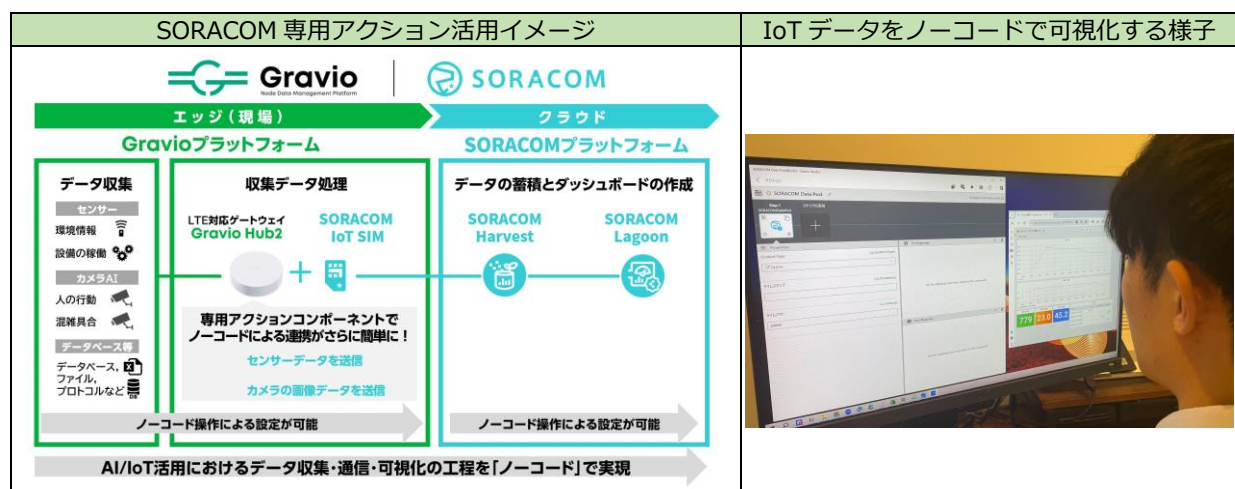 SORACOM 専用アクション活用イメージ
IoT データをノーコードで可視化する様子
Gravio
Node Data Management Platform
SORACOM
エッジ（現場）
クラウド
Gravioプラットフォーム
SORACOMプラットフォーム
データ収集
センサー
環境情報
設備の稼働
カメラAI
人の行動
混雑具合
データベース等
データベース,
ファイル,
プロトコルなど
DB
収集データ処理
LTE対応ゲートウェイ
Gravio Hub2
SORACOM
IoT SIM
専用アクションコンポーネントで
ノーコードによる連携がさらに簡単に！
センサーデータを送信
カメラの画像データを送信
データの蓄積とダッシュボードの作成
SORACOM
Harvest
SORACOM
Lagoon
ノーコード操作による設定が可能
ノーコード操作による設定が可能
AI/IoT活用におけるデータ収集・通信・可視化の工程を「ノーコード」で実現
SORACOM Data Post
779 23.0 45.2